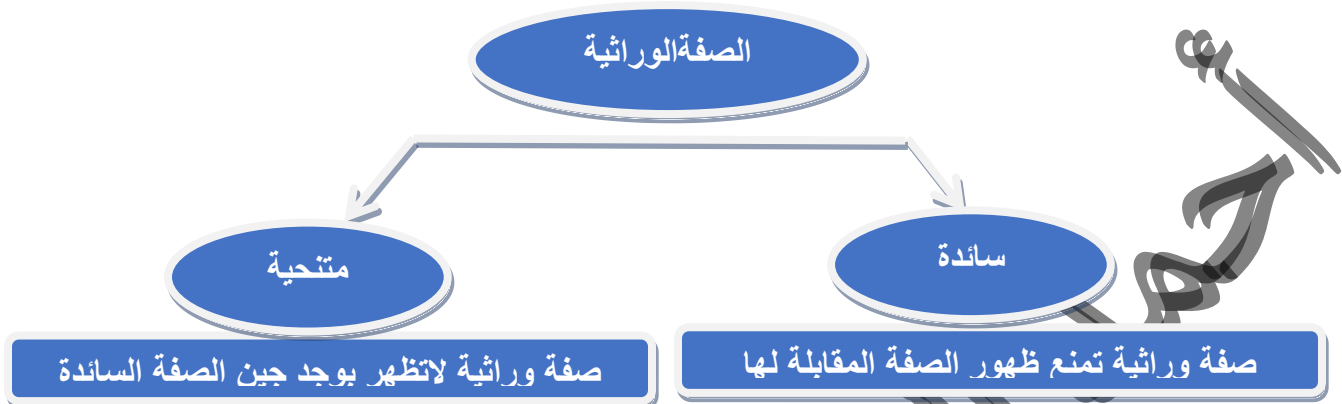 الصفةالوراثية
سائدة
متنحية
صفة وراثية تمنع ظهور الصفة المقابلة لها
صفة وراثية لاتظهر بوجد جين الصفة السائدة